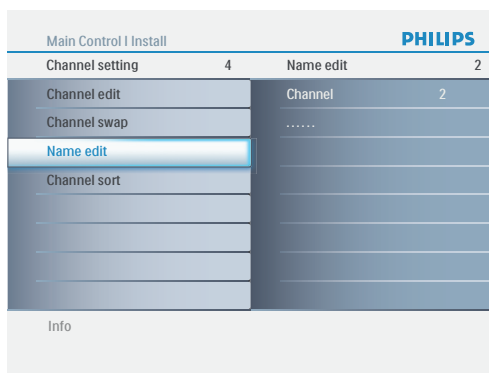 Main Control I Install
PHILIPS
Channel setting 4
Name edit 2
Channel edit
Channel 2
Channel swap
......
Name edit
Channel sort
Info